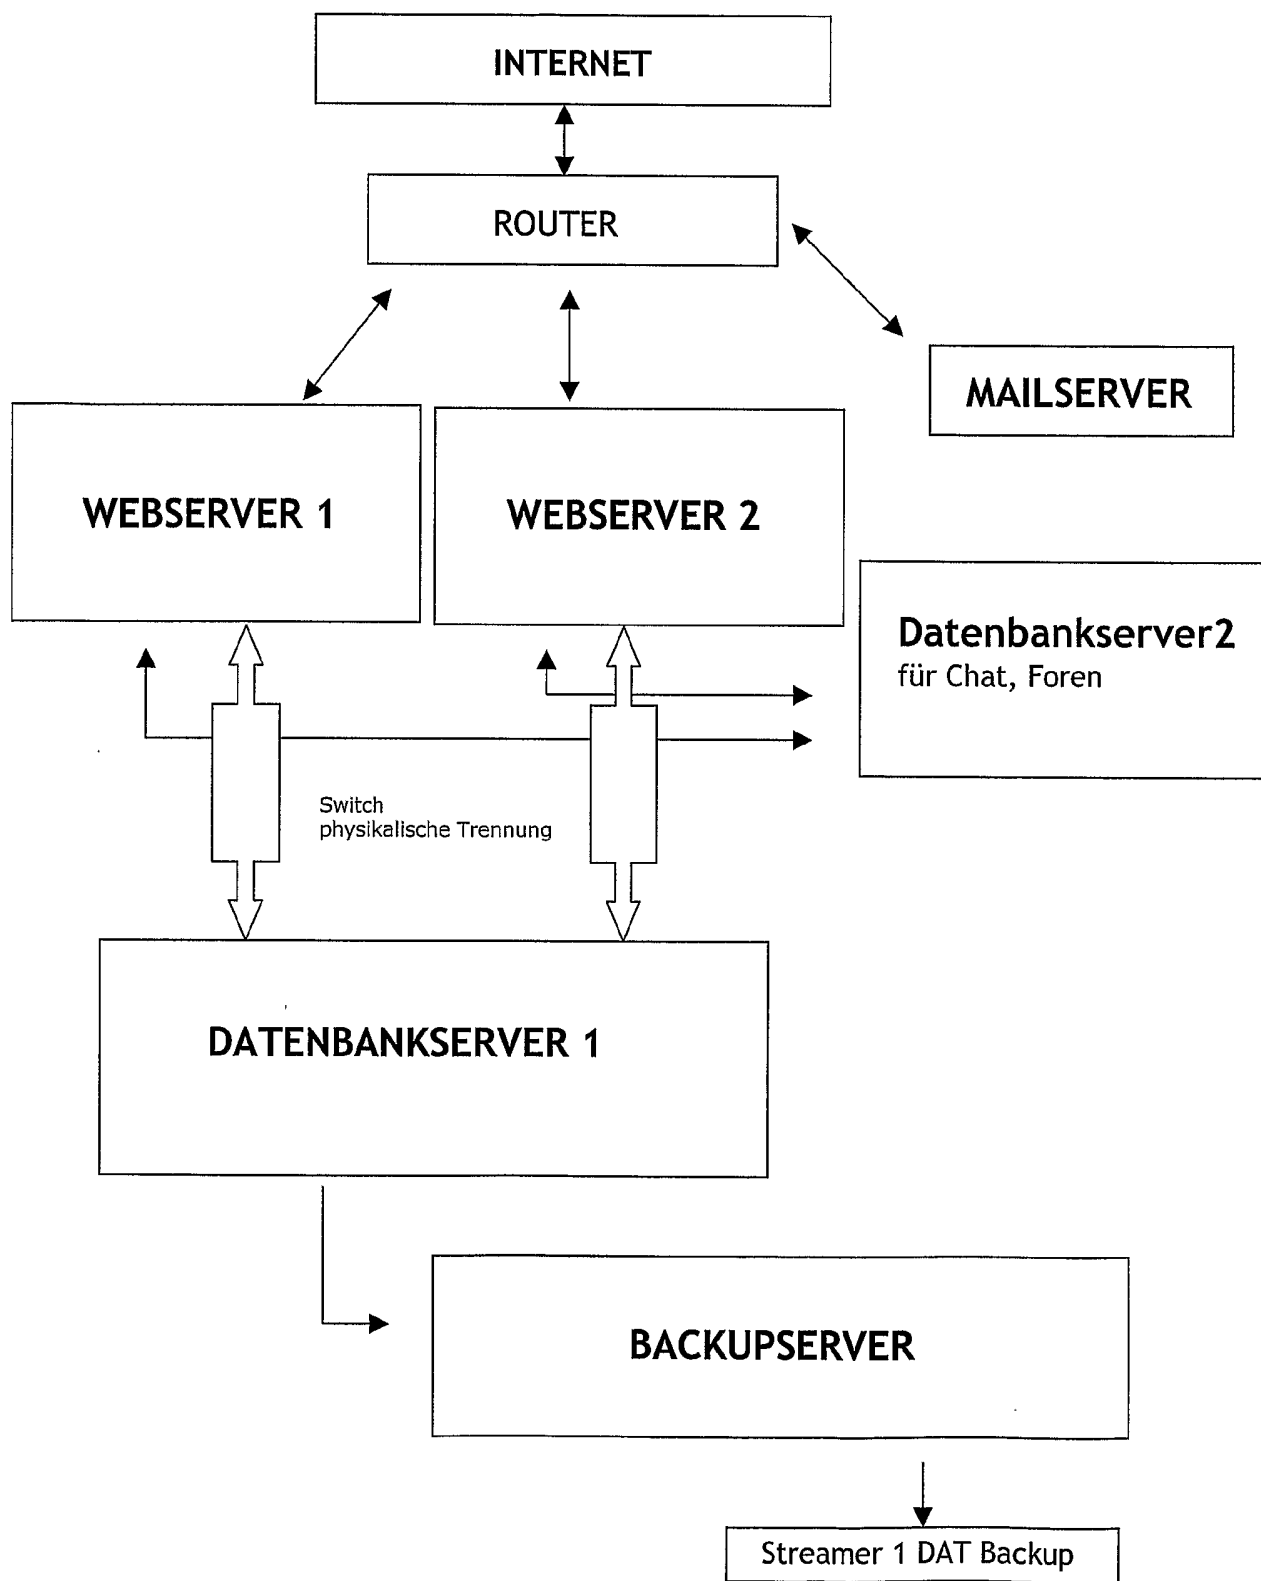 INTERNET
ROUTER
MAILSERVER
WEBSERVER 1
WEBSERVER 2
Datenbankserver2
für Chat, Foren
Switch
physikalische Trennung
DATENBANKSERVER 1
BACKUPSERVER
Streamer 1 DAT Backup